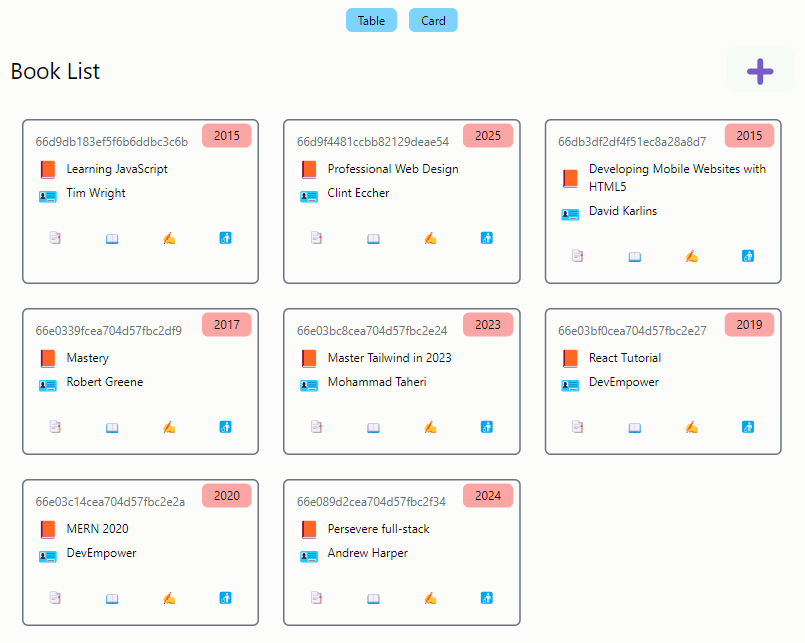 Table
Card
Book List
66d9db183ef5f6b6ddbc3c6b
2015
Learning JavaScript
Tim Wright
66d9f4481ccbb82129deae54
2025
Professional Web Design
Clint Eccher
66db3df2df4f51ec8a28a8d7
2015
Developing Mobile Websites with
HTML5
David Karlins
66e0339fcea704d57fbc2df9
2017
Mastery
Robert Greene
66e03bc8cea704d57fbc2e24
2023
Master Tailwind in 2023
Mohammad Taheri
66e03bf0cea704d57fbc2e27
2019
React Tutorial
DevEmpower
66e03c14cea704d57fbc2e2a
2020
MERN 2020
DevEmpower
66e089d2cea704d57fbc2f34
2024
Persevere full-stack
Andrew Harper